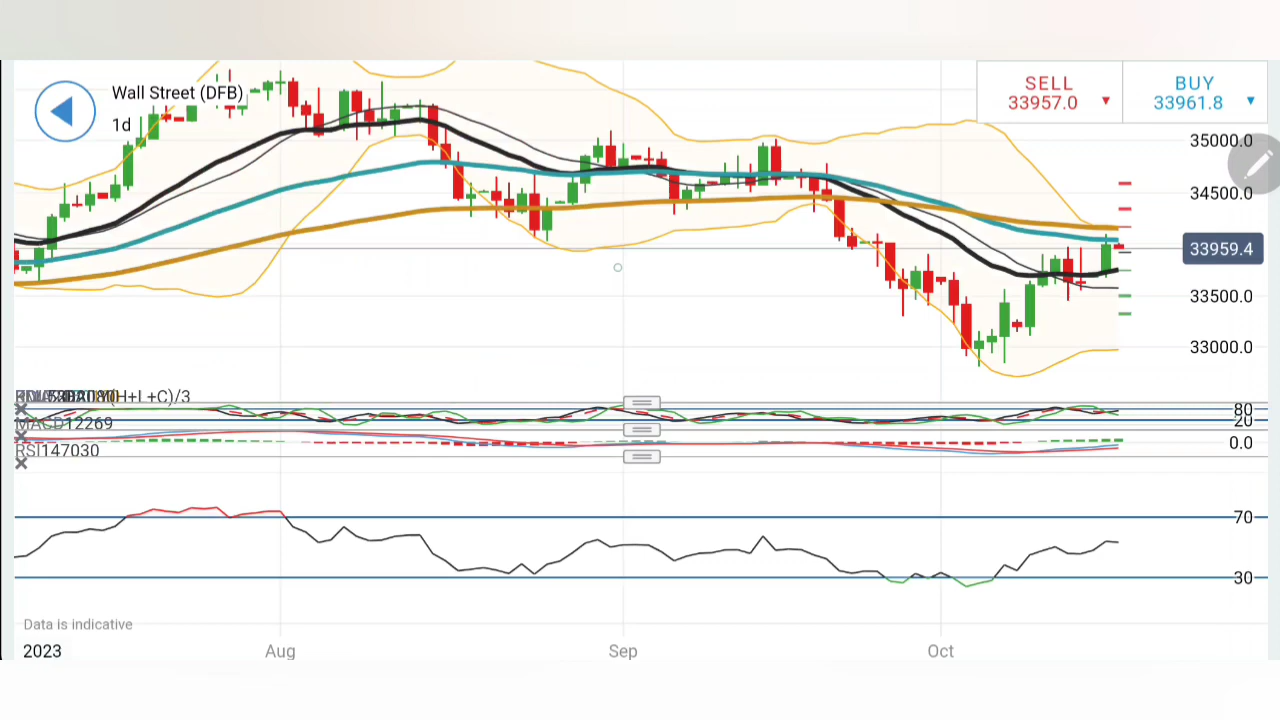 Wall Street (DFB)
1d
SELL
33957.0
BUY
33961.8
35000.0
34500.0
33959.4
33500.0
33000.0
(H+L+C)/3
80
20
MACD12269
0.0
RSI147030
70
30
Data is indicative
2023 Aug Sep Oct